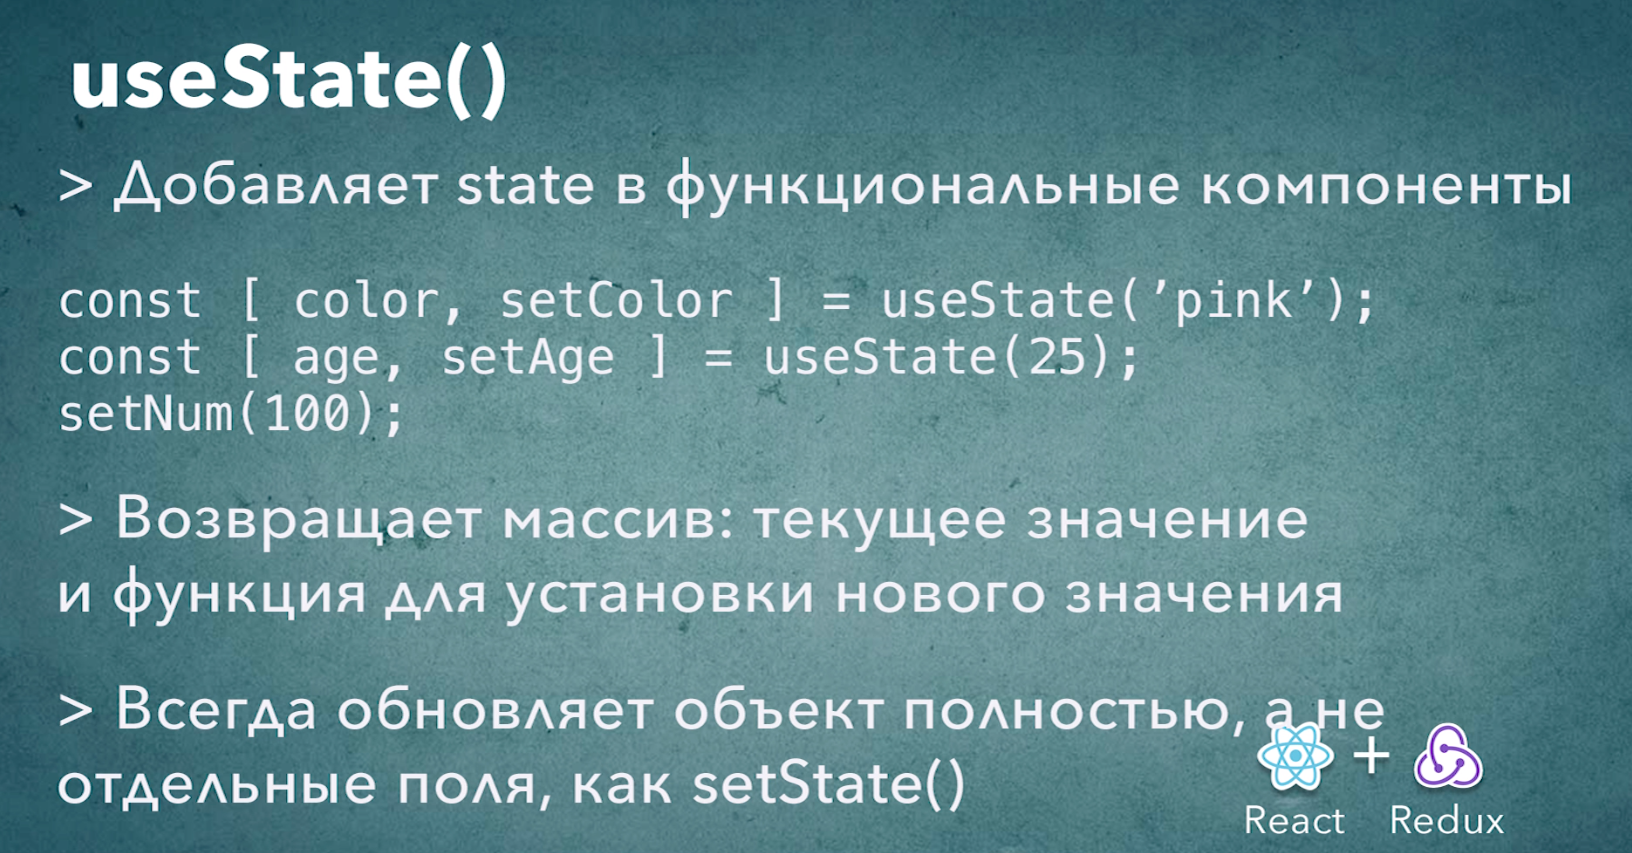 useState()
> Добавляет state в функциональные компоненты
const [ color, setColor ] = useState(’pink’);
const [ age, setAge ] = useState(25);
setNum(100);
> Возвращает массив: текущее значение
и функция для установки нового значения
> Всегда обновляет объект полностью, а не
отдельные поля, как setState()
+
React Redux